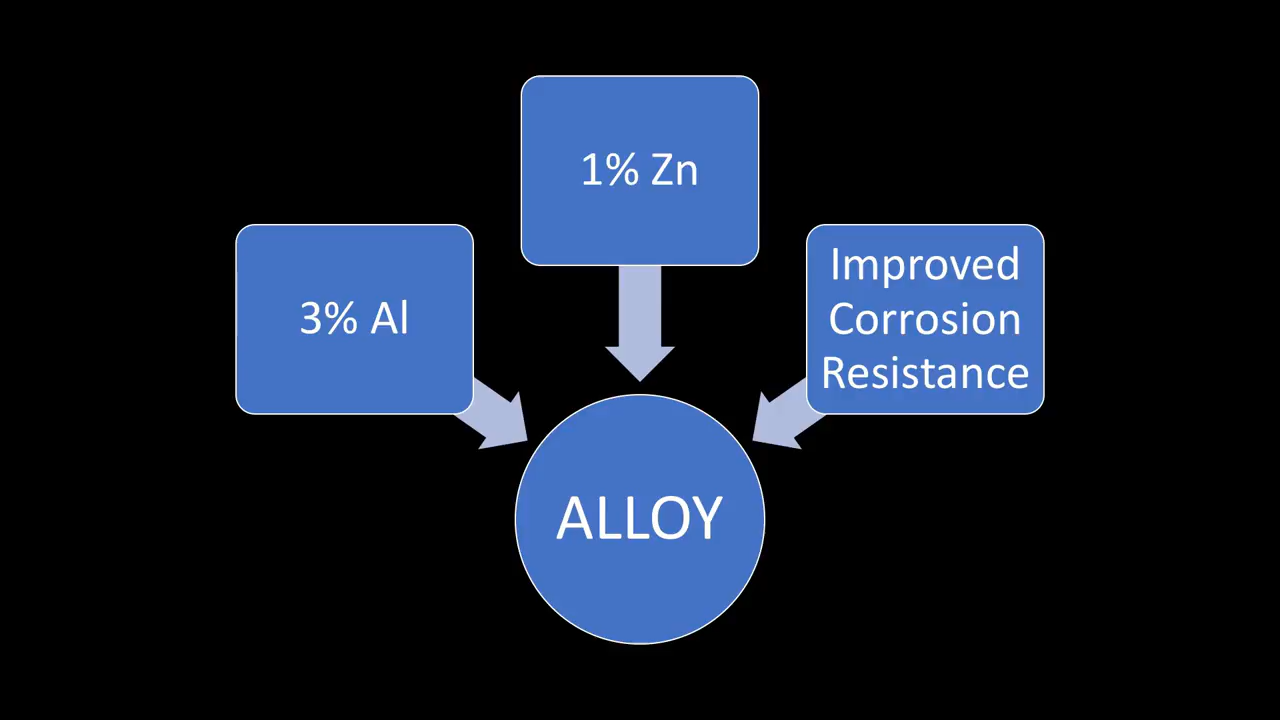 1% Zn
3% Al
Improved
Corrosion
Resistance
ALLOY